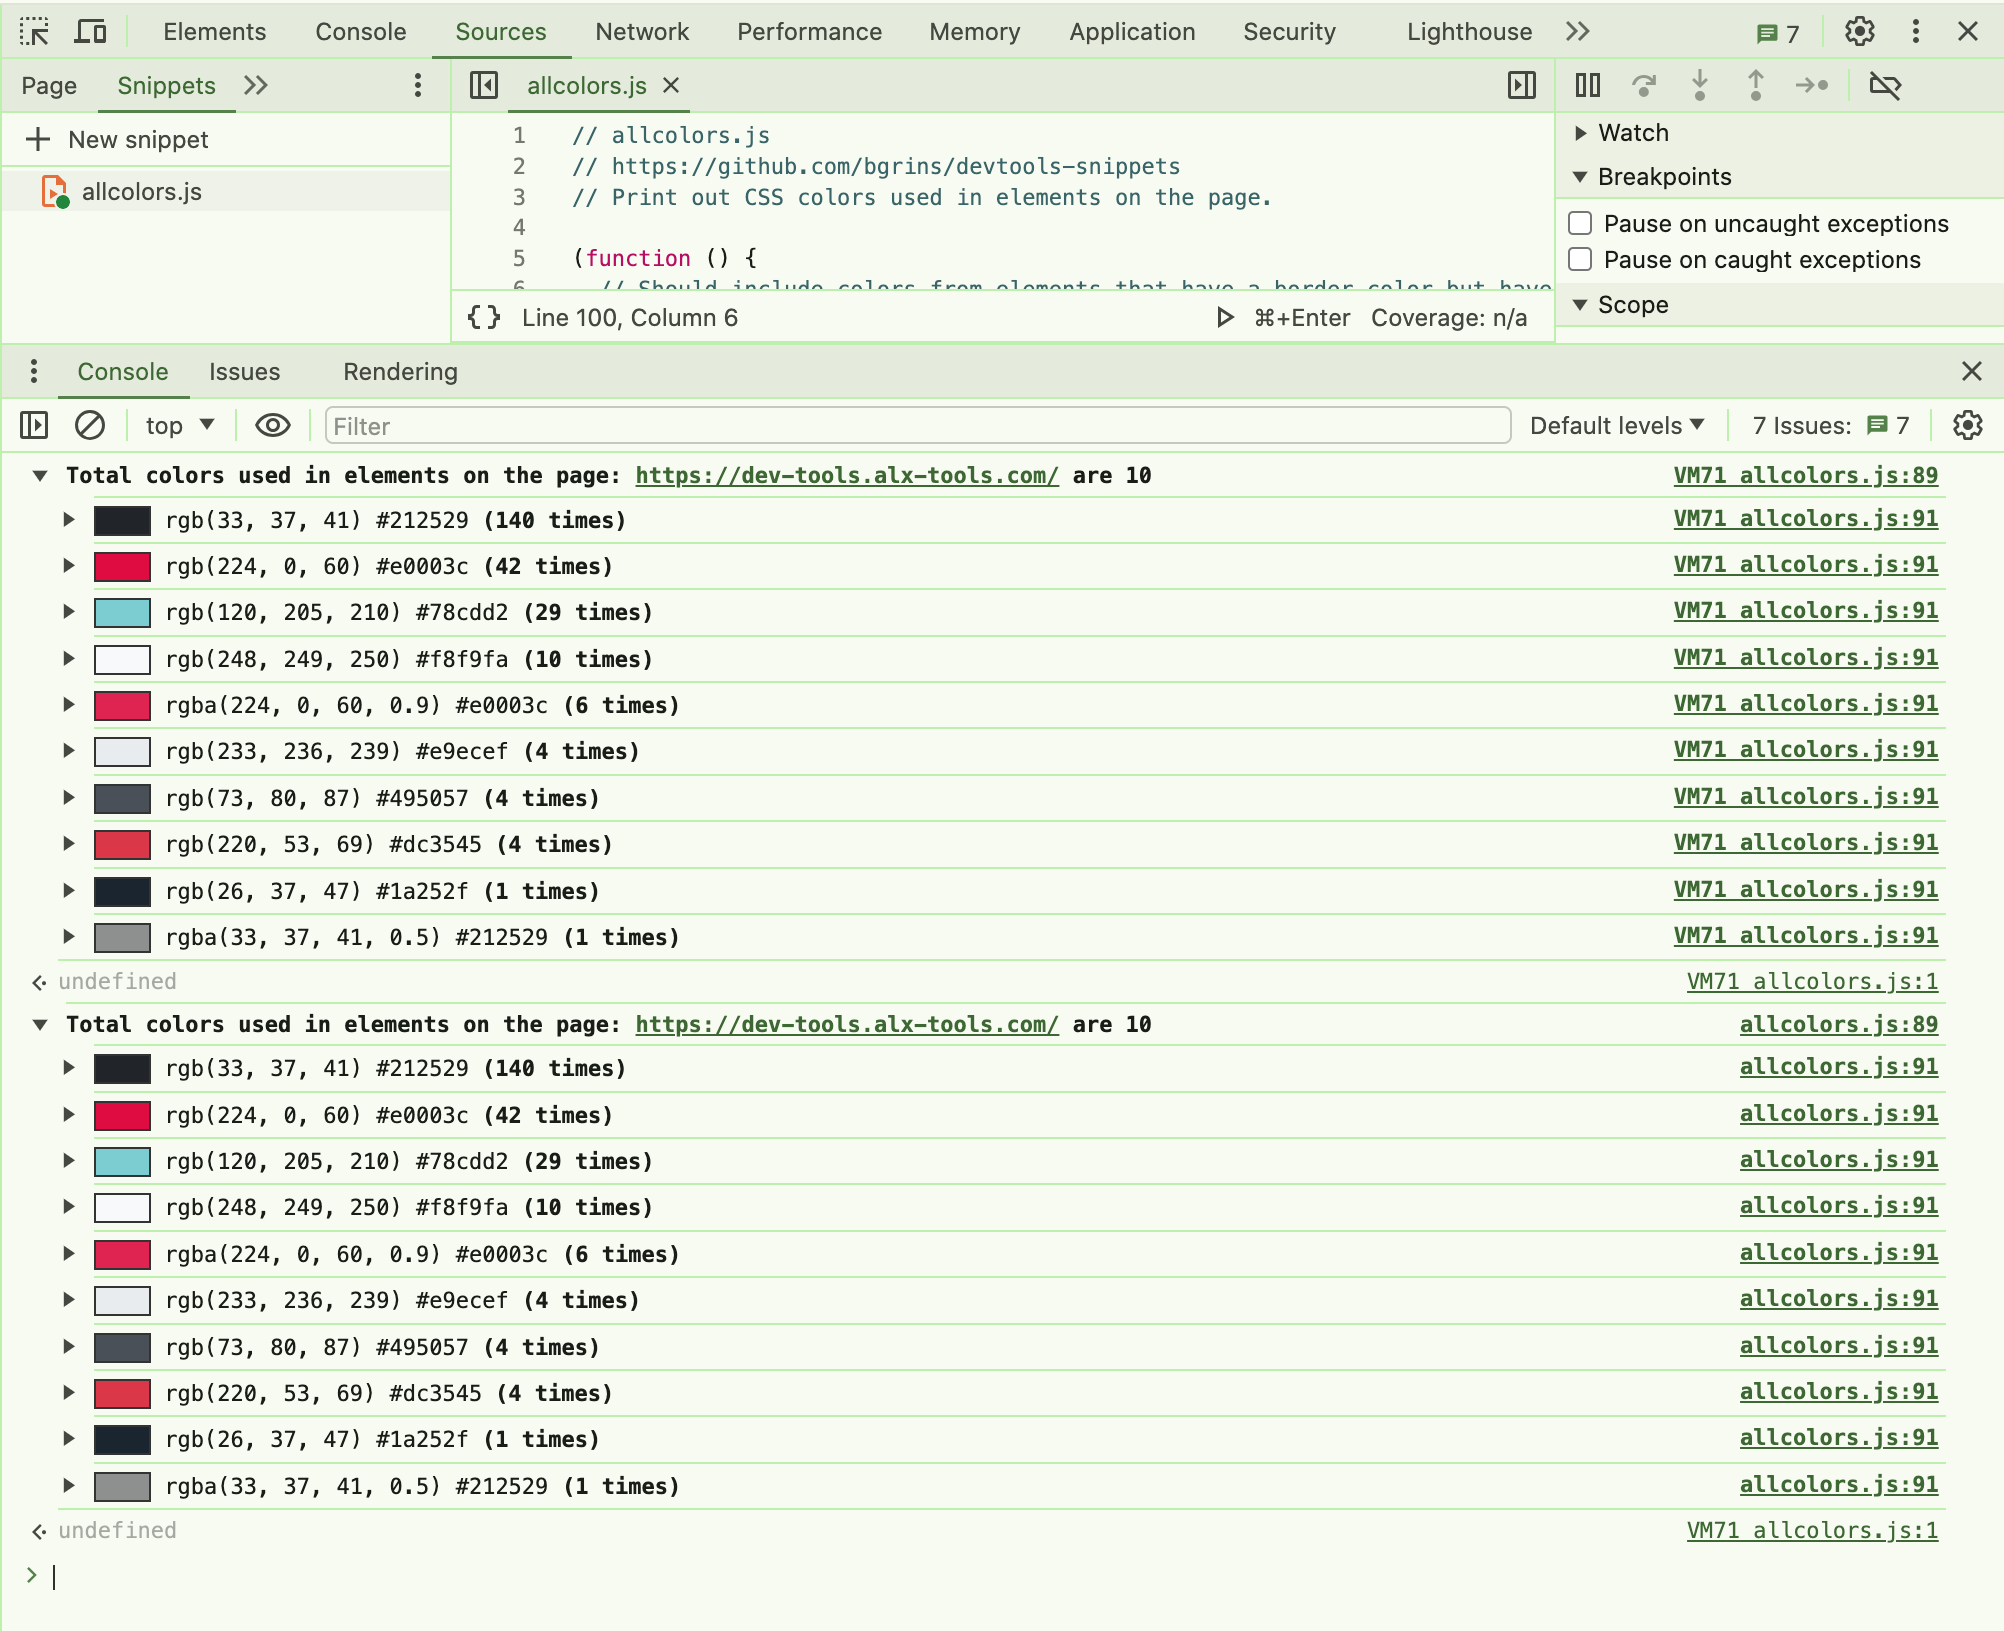 Elements Console Sources Network Performance Memory Application Security Lighthouse 7
Page Snippets
allcolors.js
New snippet
allcolors.js
1 // allcolors.js
2 // https://github.com/bgrins/devtools-snippets
3 // Print out CSS colors used in elements on the page.
4
5 (function () {
6 // Should include colors from elements that have a border color but have
{ } Line 100, Column 6 ⌘+Enter Coverage: n/a
Watch
Breakpoints
Pause on uncaught exceptions
Pause on caught exceptions
Scope
Console Issues Rendering
top Filter Default levels 7 Issues: 7
Total colors used in elements on the page: https://dev-tools.alx-tools.com/ are 10 VM71 allcolors.js:89
rgb(33, 37, 41) #212529 (140 times) VM71 allcolors.js:91
rgb(224, 0, 60) #e0003c (42 times) VM71 allcolors.js:91
rgb(120, 205, 210) #78cdd2 (29 times) VM71 allcolors.js:91
rgb(248, 249, 250) #f8f9fa (10 times) VM71 allcolors.js:91
rgba(224, 0, 60, 0.9) #e0003c (6 times) VM71 allcolors.js:91
rgb(233, 236, 239) #e9ecef (4 times) VM71 allcolors.js:91
rgb(73, 80, 87) #495057 (4 times) VM71 allcolors.js:91
rgb(220, 53, 69) #dc3545 (4 times) VM71 allcolors.js:91
rgb(26, 37, 47) #1a252f (1 times) VM71 allcolors.js:91
rgba(33, 37, 41, 0.5) #212529 (1 times) VM71 allcolors.js:91
undefined VM71 allcolors.js:1
Total colors used in elements on the page: https://dev-tools.alx-tools.com/ are 10 allcolors.js:89
rgb(33, 37, 41) #212529 (140 times) allcolors.js:91
rgb(224, 0, 60) #e0003c (42 times) allcolors.js:91
rgb(120, 205, 210) #78cdd2 (29 times) allcolors.js:91
rgb(248, 249, 250) #f8f9fa (10 times) allcolors.js:91
rgba(224, 0, 60, 0.9) #e0003c (6 times) allcolors.js:91
rgb(233, 236, 239) #e9ecef (4 times) allcolors.js:91
rgb(73, 80, 87) #495057 (4 times) allcolors.js:91
rgb(220, 53, 69) #dc3545 (4 times) allcolors.js:91
rgb(26, 37, 47) #1a252f (1 times) allcolors.js:91
rgba(33, 37, 41, 0.5) #212529 (1 times) allcolors.js:91
undefined VM71 allcolors.js:1